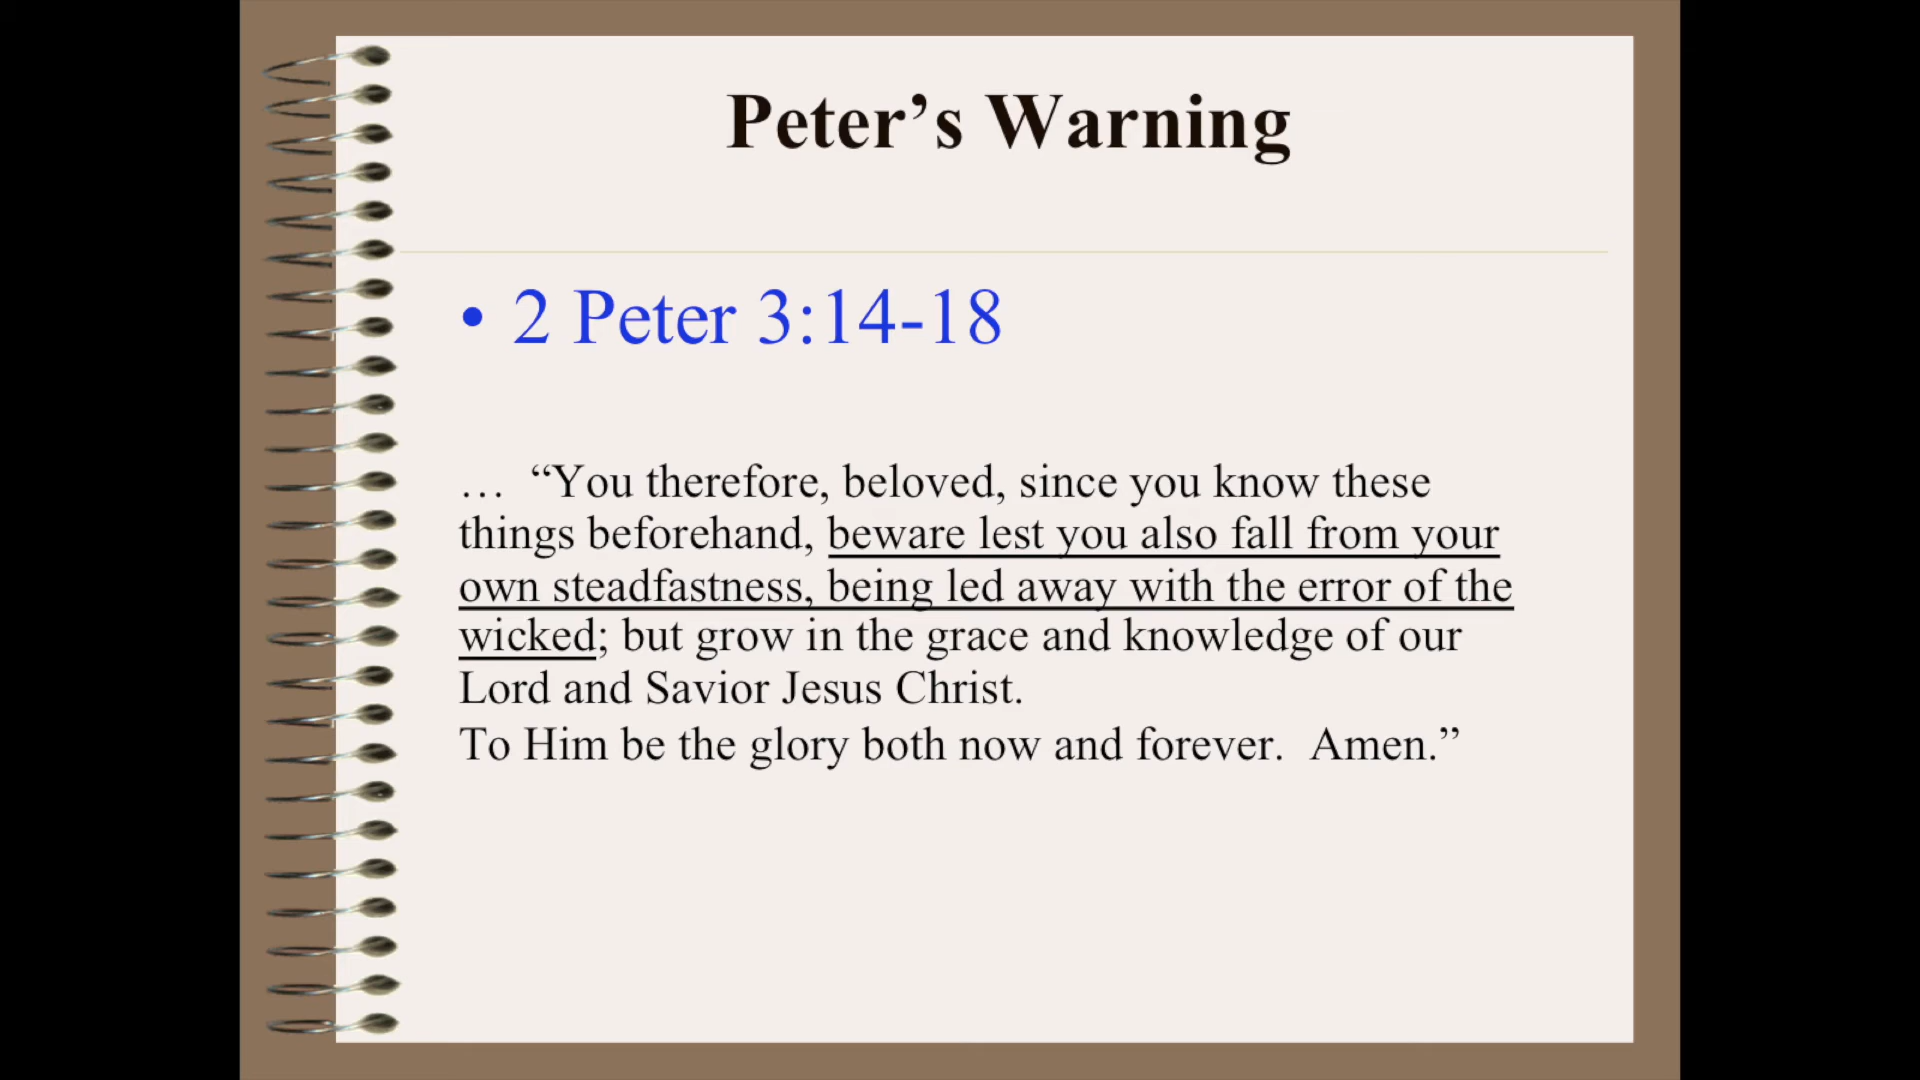 Peter’s Warning
• 2 Peter 3:14-18
… “You therefore, beloved, since you know these
things beforehand, beware lest you also fall from your
own steadfastness, being led away with the error of the
wicked; but grow in the grace and knowledge of our
Lord and Savior Jesus Christ.
To Him be the glory both now and forever.  Amen.”